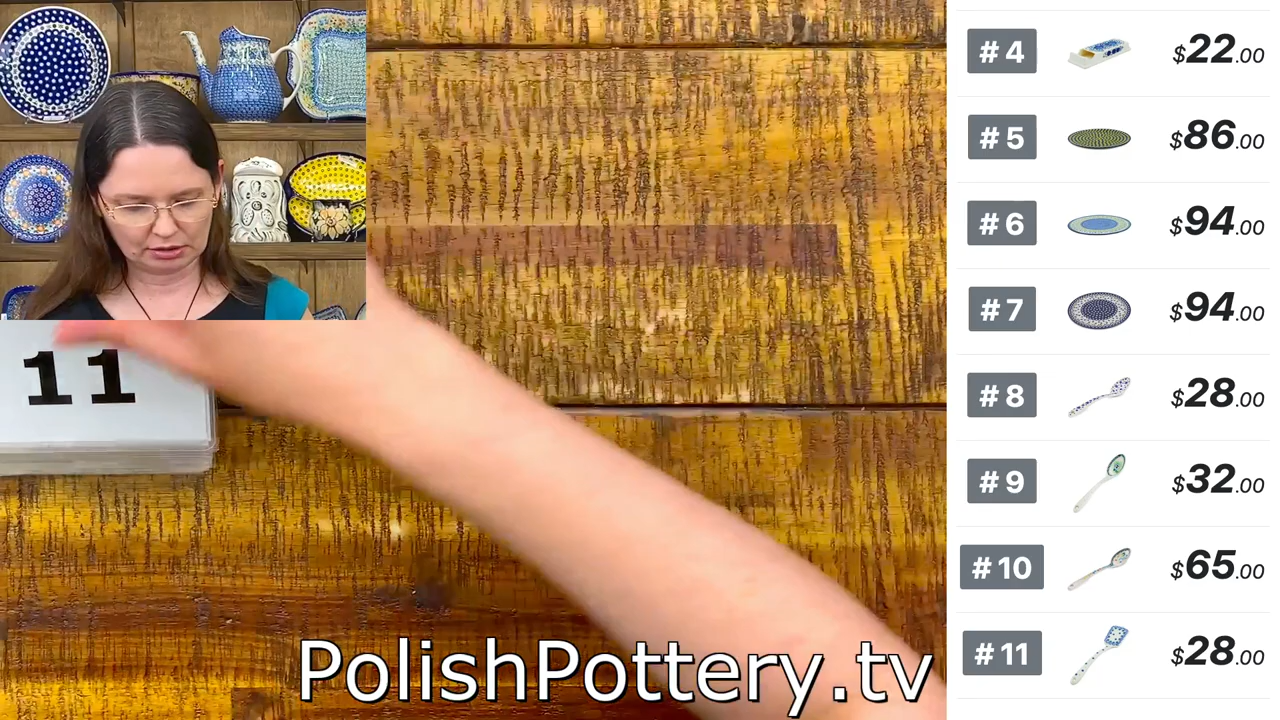 11
PolishPottery.tv
# 4 $22.00
# 5 $86.00
# 6 $94.00
# 7 $94.00
# 8 $28.00
# 9 $32.00
# 10 $65.00
# 11 $28.00